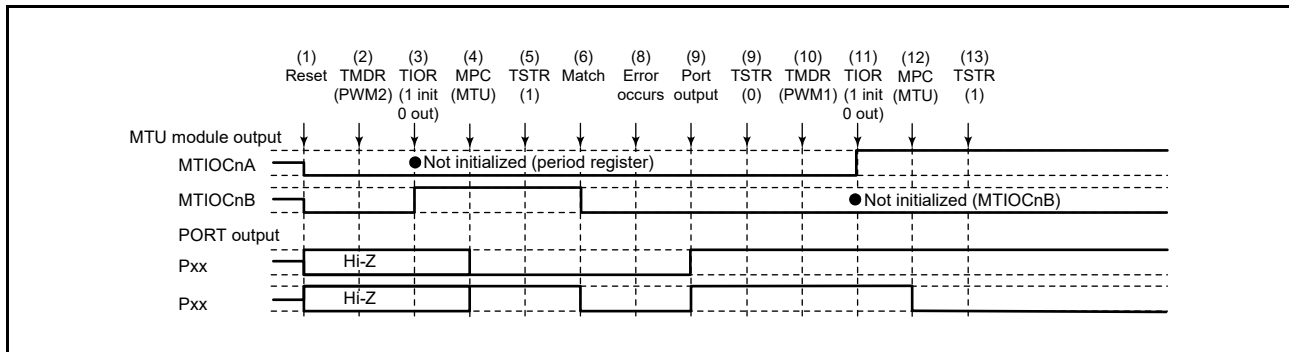 (1) (2) (3) (4) (5) (6) (8) (9) (9) (10) (11) (12) (13)
Reset TMDR TIOR MPC TSTR Match Error Port TSTR TMDR TIOR MPC TSTR
(PWM2) (1 init (MTU) (1) occurs output (0) (PWM1) (1 init (MTU) (1)
0 out) 0 out)
MTU module output
MTIOCnA ●Not initialized (period register)
MTIOCnB ●Not initialized (MTIOCnB)
PORT output
Pxx Hi-Z
Pxx Hi-Z